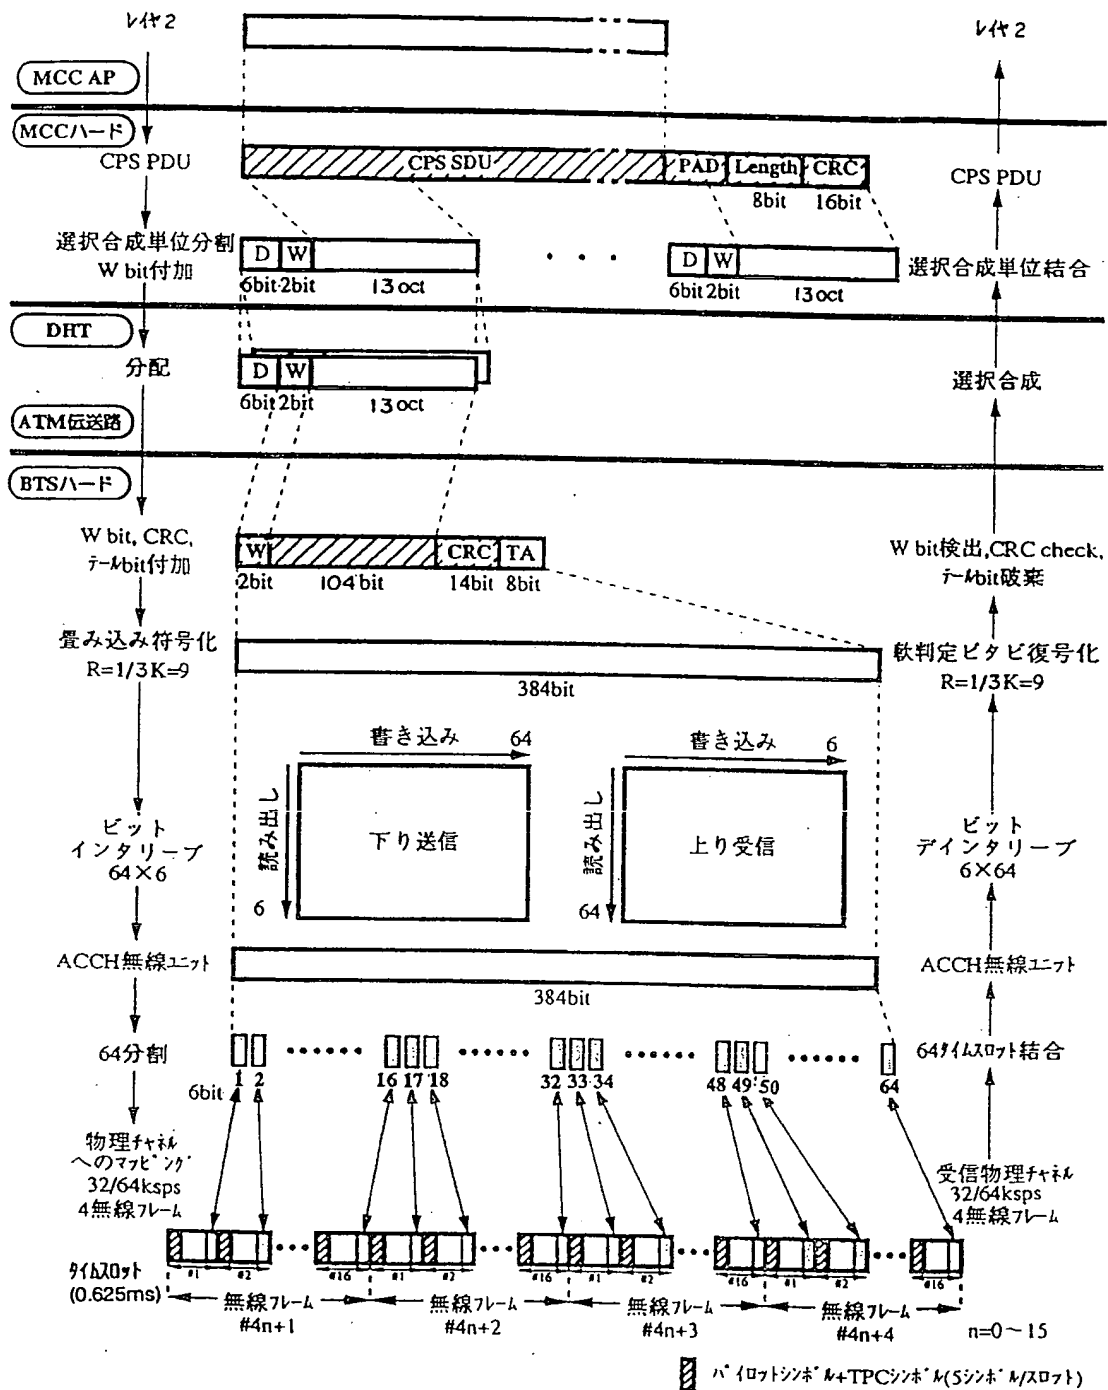 レイヤ2
レイヤ2
MCC AP
MCCハード
CPS PDU
CPS SDU
PAD
Length
CRC
CPS PDU
8bit
16bit
選択合成単位分割
W bit付加
D
W
・・・
D
W
選択合成単位結合
6bit
2bit
13oct
6bit
2bit
13oct
DHT
分配
D
W
選択合成
6bit
2bit
13oct
ATM伝送路
BTSハード
W bit, CRC,
テールbit付加
W
CRC
TA
W bit検出,CRC check,
テールbit破棄
2bit
104bit
14bit
8bit
畳み込み符号化
R=1/3K=9
384bit
軟判定ビタビ復号化
R=1/3K=9
書き込み
64
書き込み
6
読み出し
下り送信
6
読み出し
上り受信
64
ビット
インタリーブ
64×6
ビット
デインタリーブ
6×64
ACCH無線ユニット
384bit
ACCH無線ユニット
64分割
64タイムスロット結合
6bit
1
2
16
17
18
32
33
34
48
49
50
64
物理チャネル
へのマッピング
32/64ksps
4無線フレーム
受信物理チャネル
32/64ksps
4無線フレーム
タイムスロット
(0.625ms)
#1
#2
#16
#1
#2
#16
#1
#2
#16
#1
#2
#16
無線フレーム
#4n+1
無線フレーム
#4n+2
無線フレーム
#4n+3
無線フレーム
#4n+4
n=0～15
パイロットシンボル+TPCシンボル(5シンボル/スロット)